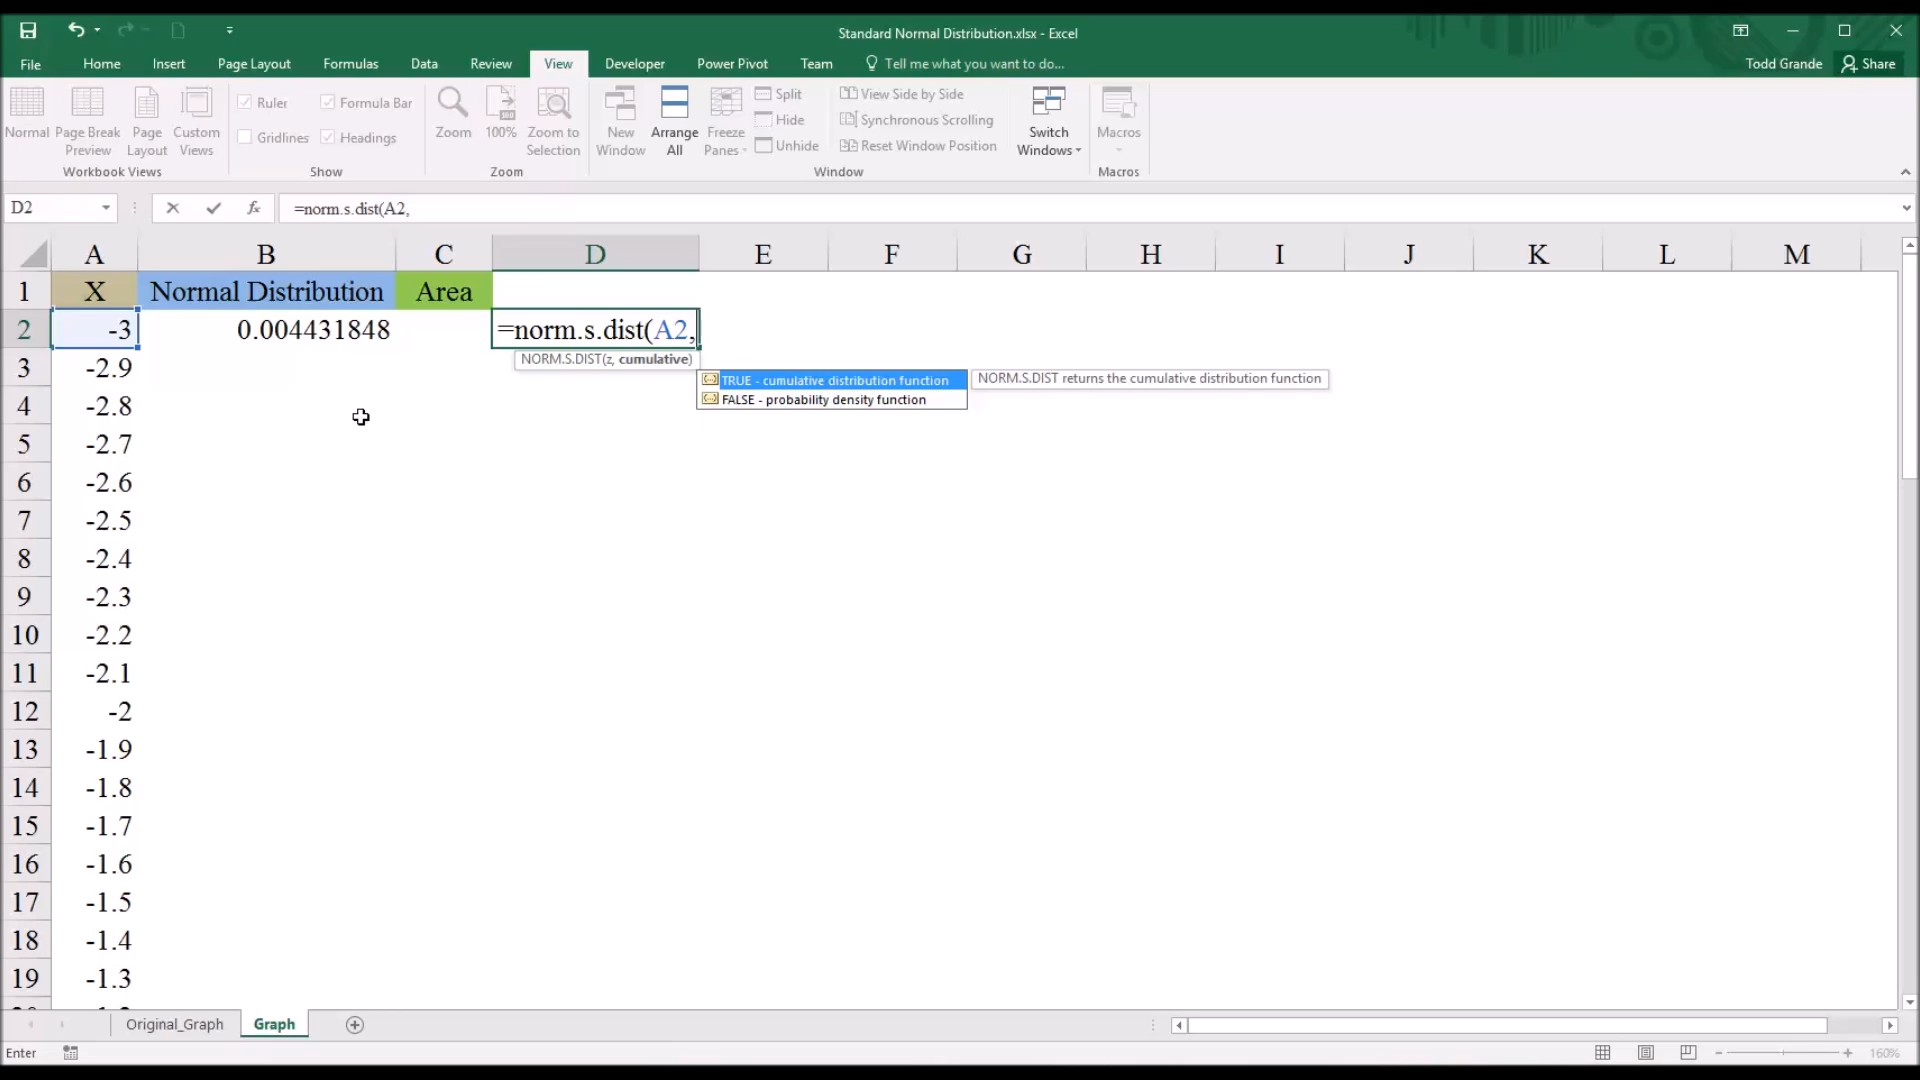 Standard Normal Distribution.xlsx - Excel
File Home Insert Page Layout Formulas Data Review View Developer Power Pivot Team Tell me what you want to do... Todd Grande Share
Normal
Page Break Preview
Page Layout
Custom Views
Workbook Views
Ruler
Formula Bar
Gridlines
Headings
Show
Zoom
100%
Zoom to Selection
Zoom
New Window
Arrange All
Freeze Panes
Split
Hide
Unhide
View Side by Side
Synchronous Scrolling
Reset Window Position
Window
Switch Windows
Macros
Macros
D2 fx =norm.s.dist(A2,
A B C D E F G H I J K L M
1 X Normal Distribution Area
2 -3 0.004431848 =norm.s.dist(A2,
NORM.S.DIST(z, cumulative)
3 -2.9
TRUE - cumulative distribution function NORM.S.DIST returns the cumulative distribution function
FALSE - probability density function
4 -2.8
5 -2.7
6 -2.6
7 -2.5
8 -2.4
9 -2.3
10 -2.2
11 -2.1
12 -2
13 -1.9
14 -1.8
15 -1.7
16 -1.6
17 -1.5
18 -1.4
19 -1.3
Original_Graph Graph
Enter 160%